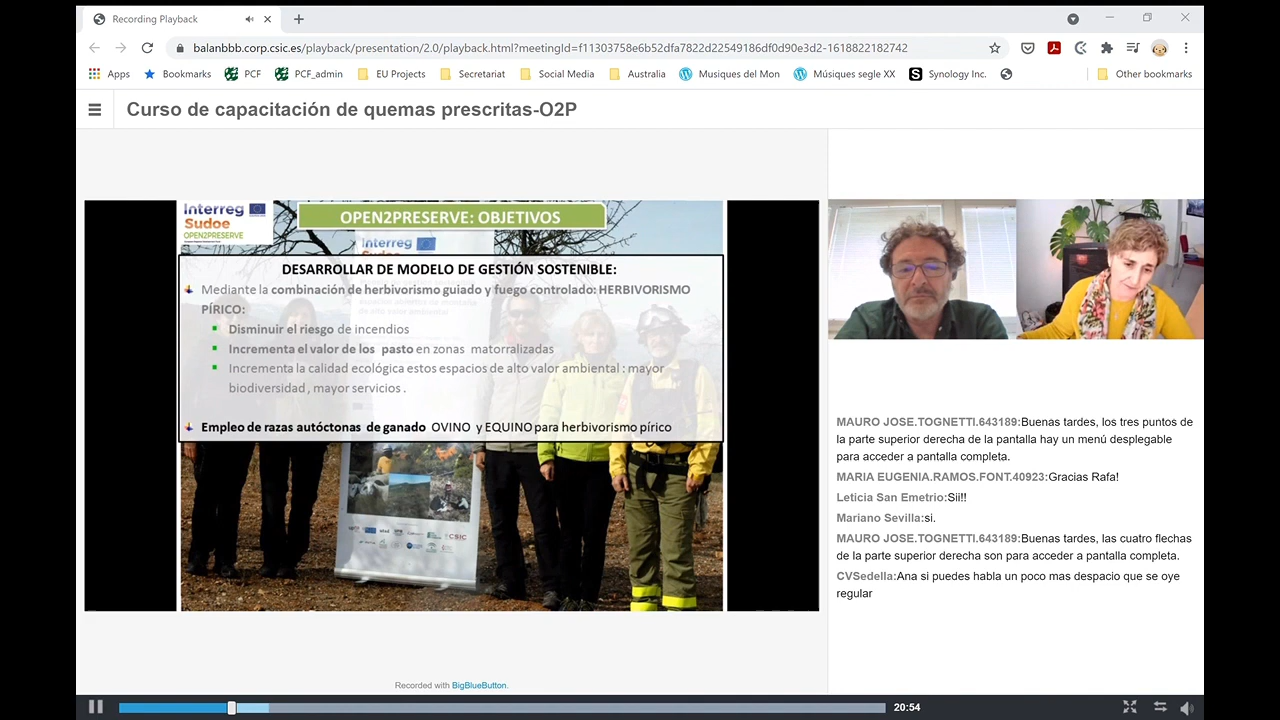 Recording Playback
balanbbb.corp.csic.es/playback/presentation/2.0/playback.html?meetingId=f11303758e6b52dfa7822d22549186df0d90e3d2-1618822182742
Apps Bookmarks PCF PCF_admin EU Projects Secretariat Social Media Australia Musiques del Mon Músiques segle XX Synology Inc. Other bookmarks
Curso de capacitación de quemas prescritas-O2P
Interreg
Sudoe
OPEN2PRESERVE
OPEN2PRESERVE: OBJETIVOS
Interreg
Sudoe
DESARROLLAR DE MODELO DE GESTIÓN SOSTENIBLE:
Mediante la combinación de herbivorismo guiado y fuego controlado: HERBIVORISMO
PÍRICO:
Disminuir el riesgo de incendios
Incrementa el valor de los pasto en zonas matorralizadas
Incrementa la calidad ecológica estos espacios de alto valor ambiental : mayor
biodiversidad , mayor servicios .
Empleo de razas autóctonas de ganado OVINO y EQUINO para herbivorismo pírico
CSIC
MAURO JOSE.TOGNETTI.643189:Buenas tardes, los tres puntos de
la parte superior derecha de la pantalla hay un menú desplegable
para acceder a pantalla completa.
MARIA EUGENIA.RAMOS.FONT.40923:Gracias Rafa!
Leticia San Emetrio:Sii!!
Mariano Sevilla:si.
MAURO JOSE.TOGNETTI.643189:Buenas tardes, las cuatro flechas
de la parte superior derecha son para acceder a pantalla completa.
CVSedella:Ana si puedes habla un poco mas despacio que se oye
regular
Recorded with BigBlueButton.
20:54